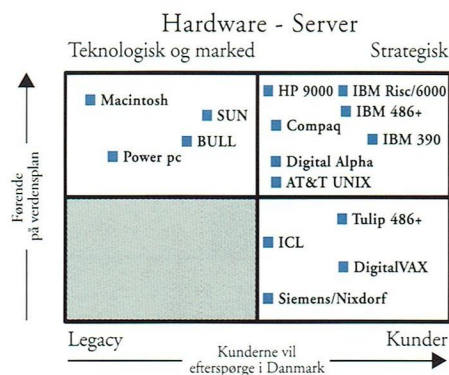 Hardware - Server
Teknologisk og marked
Strategisk
Førende
på verdensplan
Macintosh
SUN
BULL
Power pc
HP 9000
IBM Risc/6000
IBM 486+
Compaq
IBM 390
Digital Alpha
AT&T UNIX
Tulip 486+
ICL
DigitalVAX
Siemens/Nixdorf
Legacy
Kunder
Kunderne vil
efterspørge i Danmark